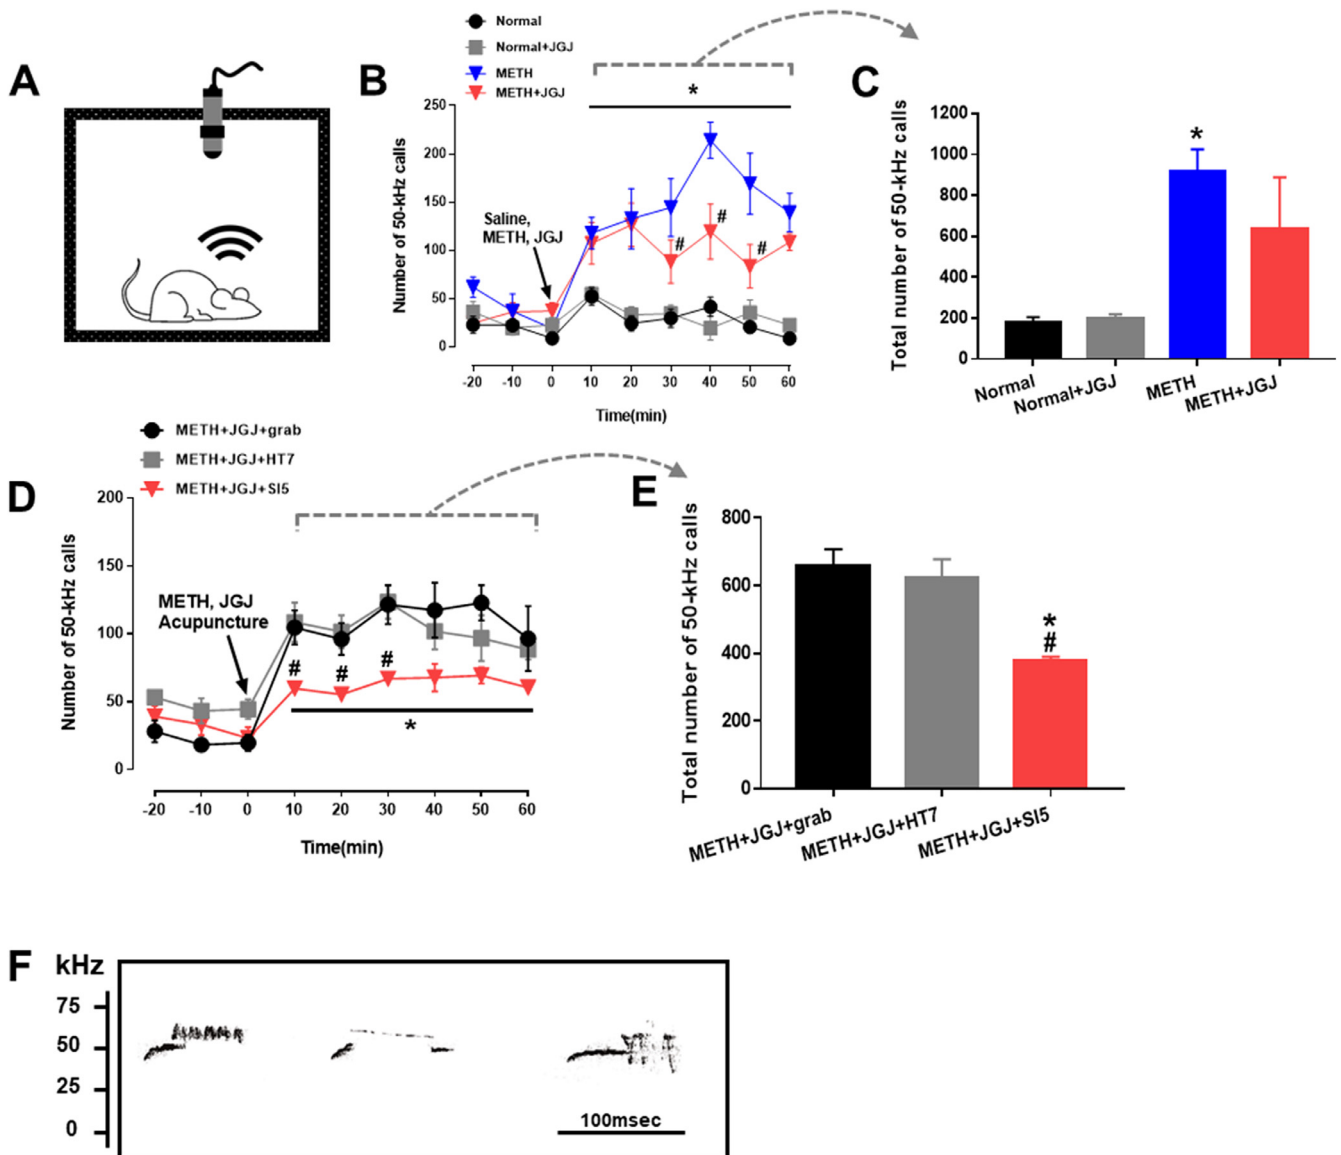 A
B
Normal
Normal+JGJ
METH
METH+JGJ
*
Number of 50-kHz calls
250
200
150
100
50
0
Saline,
METH, JGJ
#
#
#
-20 -10 0 10 20 30 40 50 60
Time(min)
C
Total number of 50-kHz calls
1200
1000
800
600
400
200
0
*
Normal
Normal+JGJ
METH
METH+JGJ
D
METH+JGJ+grab
METH+JGJ+HT7
METH+JGJ+SI5
Number of 50-kHz calls
200
150
100
50
0
METH, JGJ
Acupuncture
# # #
*
-20 -10 0 10 20 30 40 50 60
Time(min)
E
Total number of 50-kHz calls
800
600
400
200
0
*
#
METH+JGJ+grab
METH+JGJ+HT7
METH+JGJ+SI5
F
kHz
75
50
25
0
100msec